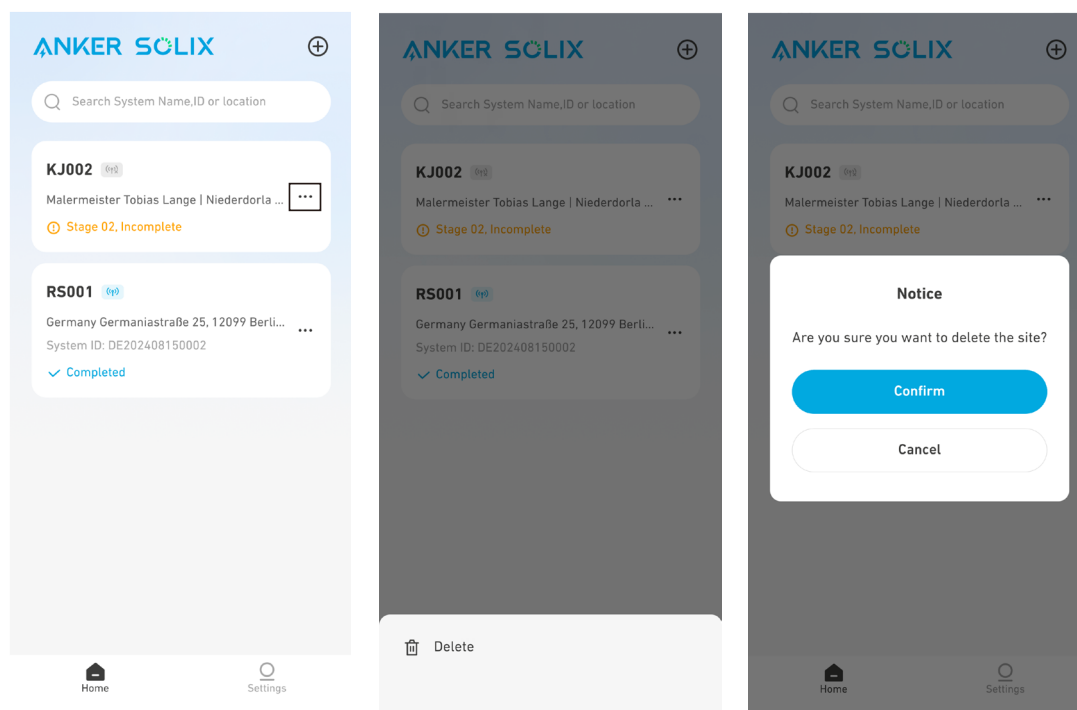 ANKER SOLIX
Search System Name,ID or location
KJ002
Malermeister Tobias Lange | Niederdorla ...
Stage 02, Incomplete
RS001
Germany Germaniastraße 25, 12099 Berli...
System ID: DE202408150002
Completed
Home
Settings
ANKER SOLIX
Search System Name,ID or location
KJ002
Malermeister Tobias Lange | Niederdorla ...
Stage 02, Incomplete
RS001
Germany Germaniastraße 25, 12099 Berli...
System ID: DE202408150002
Completed
Delete
ANKER SOLIX
Search System Name,ID or location
KJ002
Malermeister Tobias Lange | Niederdorla ...
Stage 02, Incomplete
Notice
Are you sure you want to delete the site?
Confirm
Cancel
Home
Settings